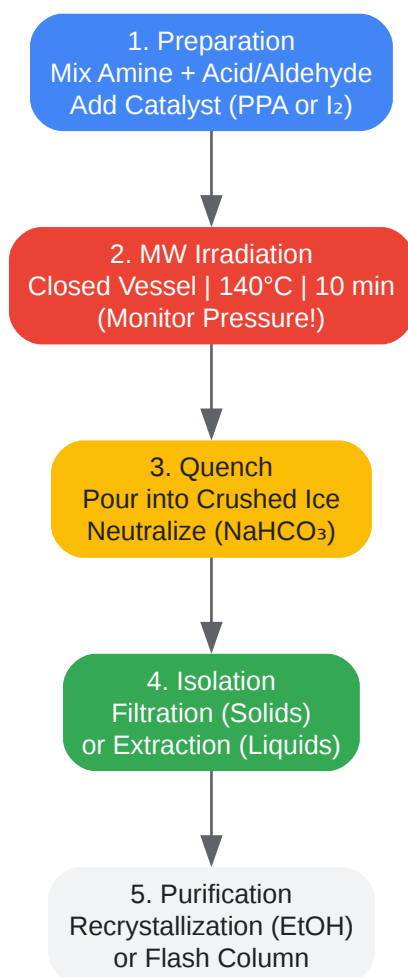 1. Preparation
Mix Amine + Acid/Aldehyde
Add Catalyst (PPA or I₂)
2. MW Irradiation
Closed Vessel | 140°C | 10 min
(Monitor Pressure!)
3. Quench
Pour into Crushed Ice
Neutralize (NaHCO₃)
4. Isolation
Filtration (Solids)
or Extraction (Liquids)
5. Purification
Recrystallization (EtOH)
or Flash Column